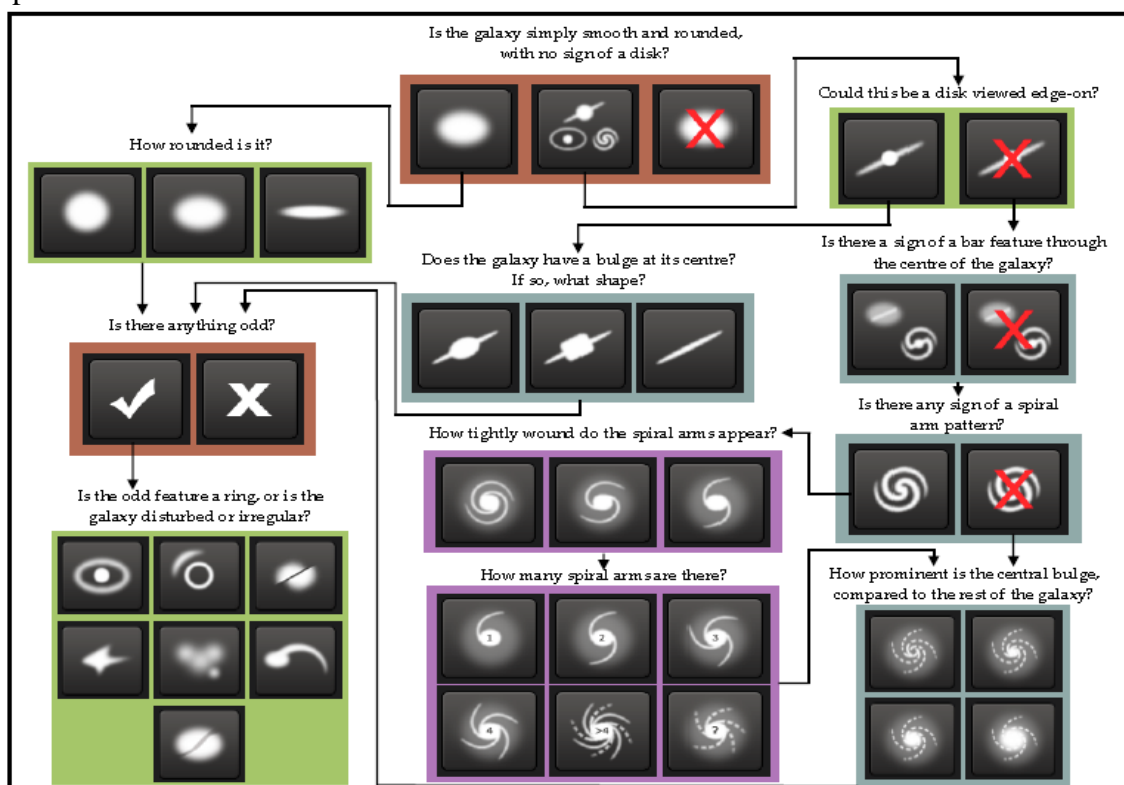 Is the galaxy simply smooth and rounded,
with no sign of a disk?
Could this be a disk viewed edge-on?
How rounded is it?
Does the galaxy have a bulge at its centre?
If so, what shape?
Is there a sign of a bar feature through
the centre of the galaxy?
Is there anything odd?
Is there any sign of a spiral
arm pattern?
How tightly wound do the spiral arms appear?
Is the odd feature a ring, or is the
galaxy disturbed or irregular?
How many spiral arms are there?
How prominent is the central bulge,
compared to the rest of the galaxy?
1
2
3
4
>4
?